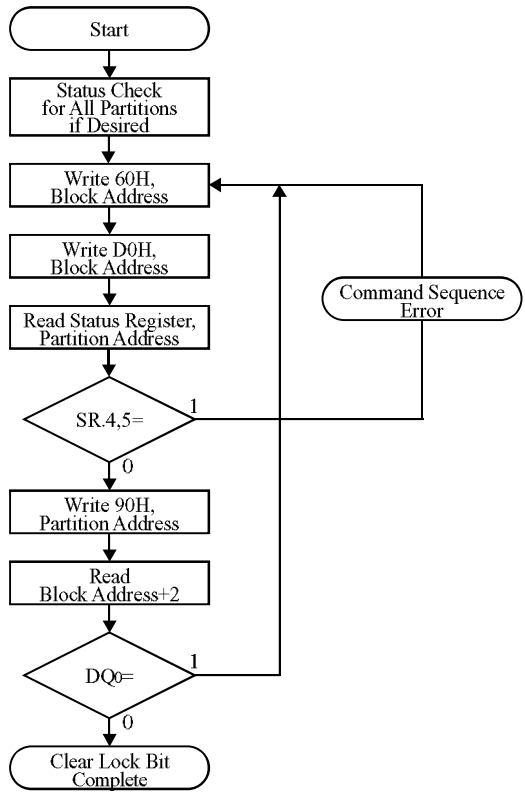 Start
Status Check
for All Partitions
if Desired
Write 60H,
Block Address
Write D0H,
Block Address
Command Sequence
Error
Read Status Register,
Partition Address
SR.4,5=
1
0
Write 90H,
Partition Address
Read
Block Address+2
DQ0=
1
0
Clear Lock Bit
Complete